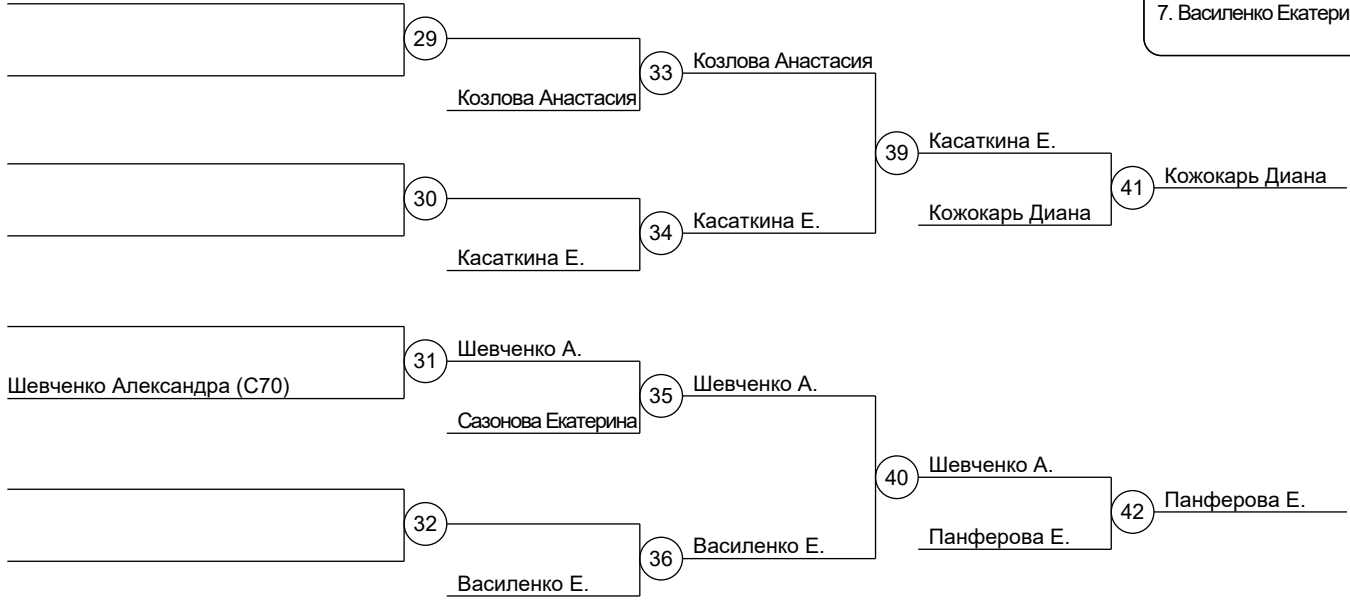 7. Василенко Екатери
29
33
Козлова Анастасия
Козлова Анастасия
39
Касаткина Е.
41
Кожокарь Диана
30
34
Касаткина Е.
Кожокарь Диана
Касаткина Е.
31
Шевченко А.
Шевченко Александра (C70)
35
Шевченко А.
Сазонова Екатерина
40
Шевченко А.
42
Панферова Е.
32
36
Василенко Е.
Панферова Е.
Василенко Е.